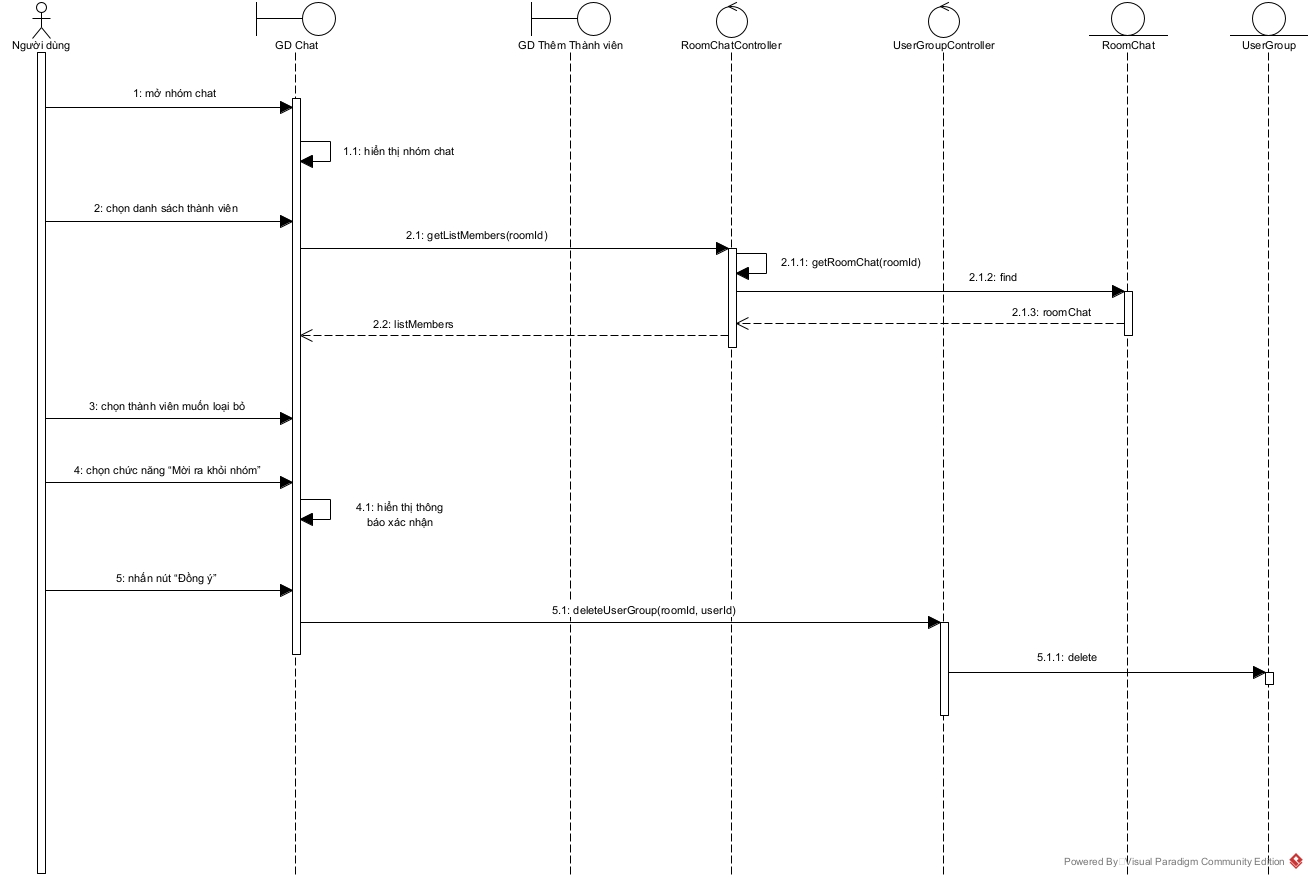 Người dùng
GD Chat
GD Thêm Thành viên
RoomChatController
UserGroupController
RoomChat
UserGroup
1: mở nhóm chat
1.1: hiển thị nhóm chat
2: chọn danh sách thành viên
2.1: getListMembers(roomId)
2.1.1: getRoomChat(roomId)
2.1.2: find
2.1.3: roomChat
2.2: listMembers
3: chọn thành viên muốn loại bỏ
4: chọn chức năng “Mời ra khỏi nhóm”
4.1: hiển thị thông
báo xác nhận
5: nhấn nút “Đồng ý”
5.1: deleteUserGroup(roomId, userId)
5.1.1: delete
Powered By Visual Paradigm Community Edition